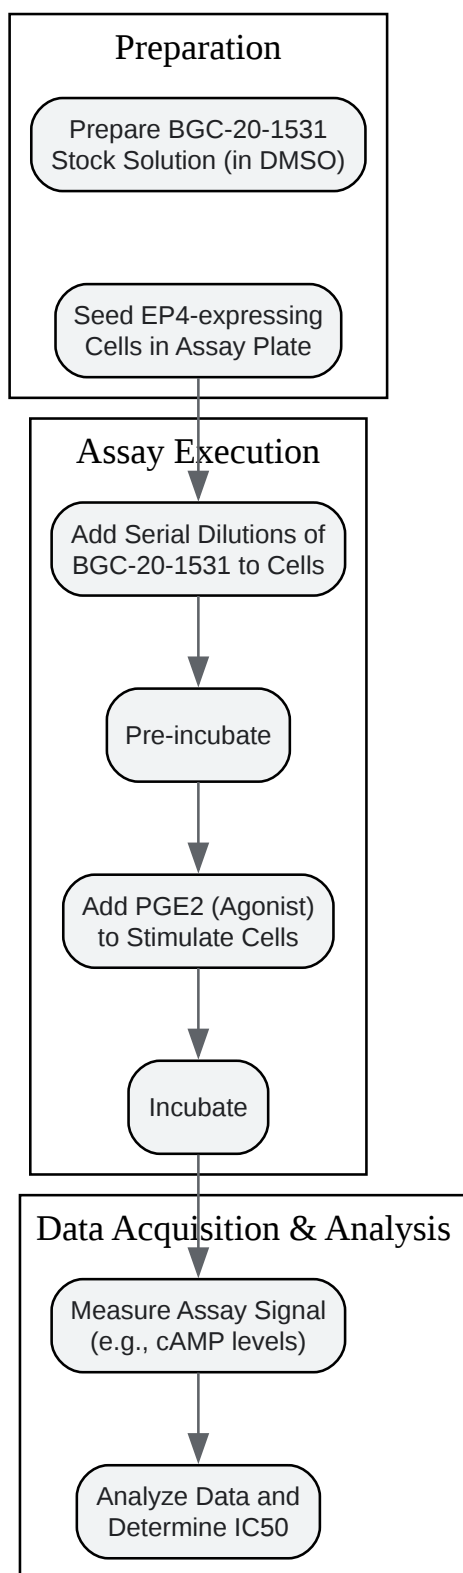 Preparation
Prepare BGC-20-1531
Stock Solution (in DMSO)
Seed EP4-expressing
Cells in Assay Plate
Assay Execution
Add Serial Dilutions of
BGC-20-1531 to Cells
Pre-incubate
Add PGE2 (Agonist)
to Stimulate Cells
Incubate
Data Acquisition & Analysis
Measure Assay Signal
(e.g., cAMP levels)
Analyze Data and
Determine IC50